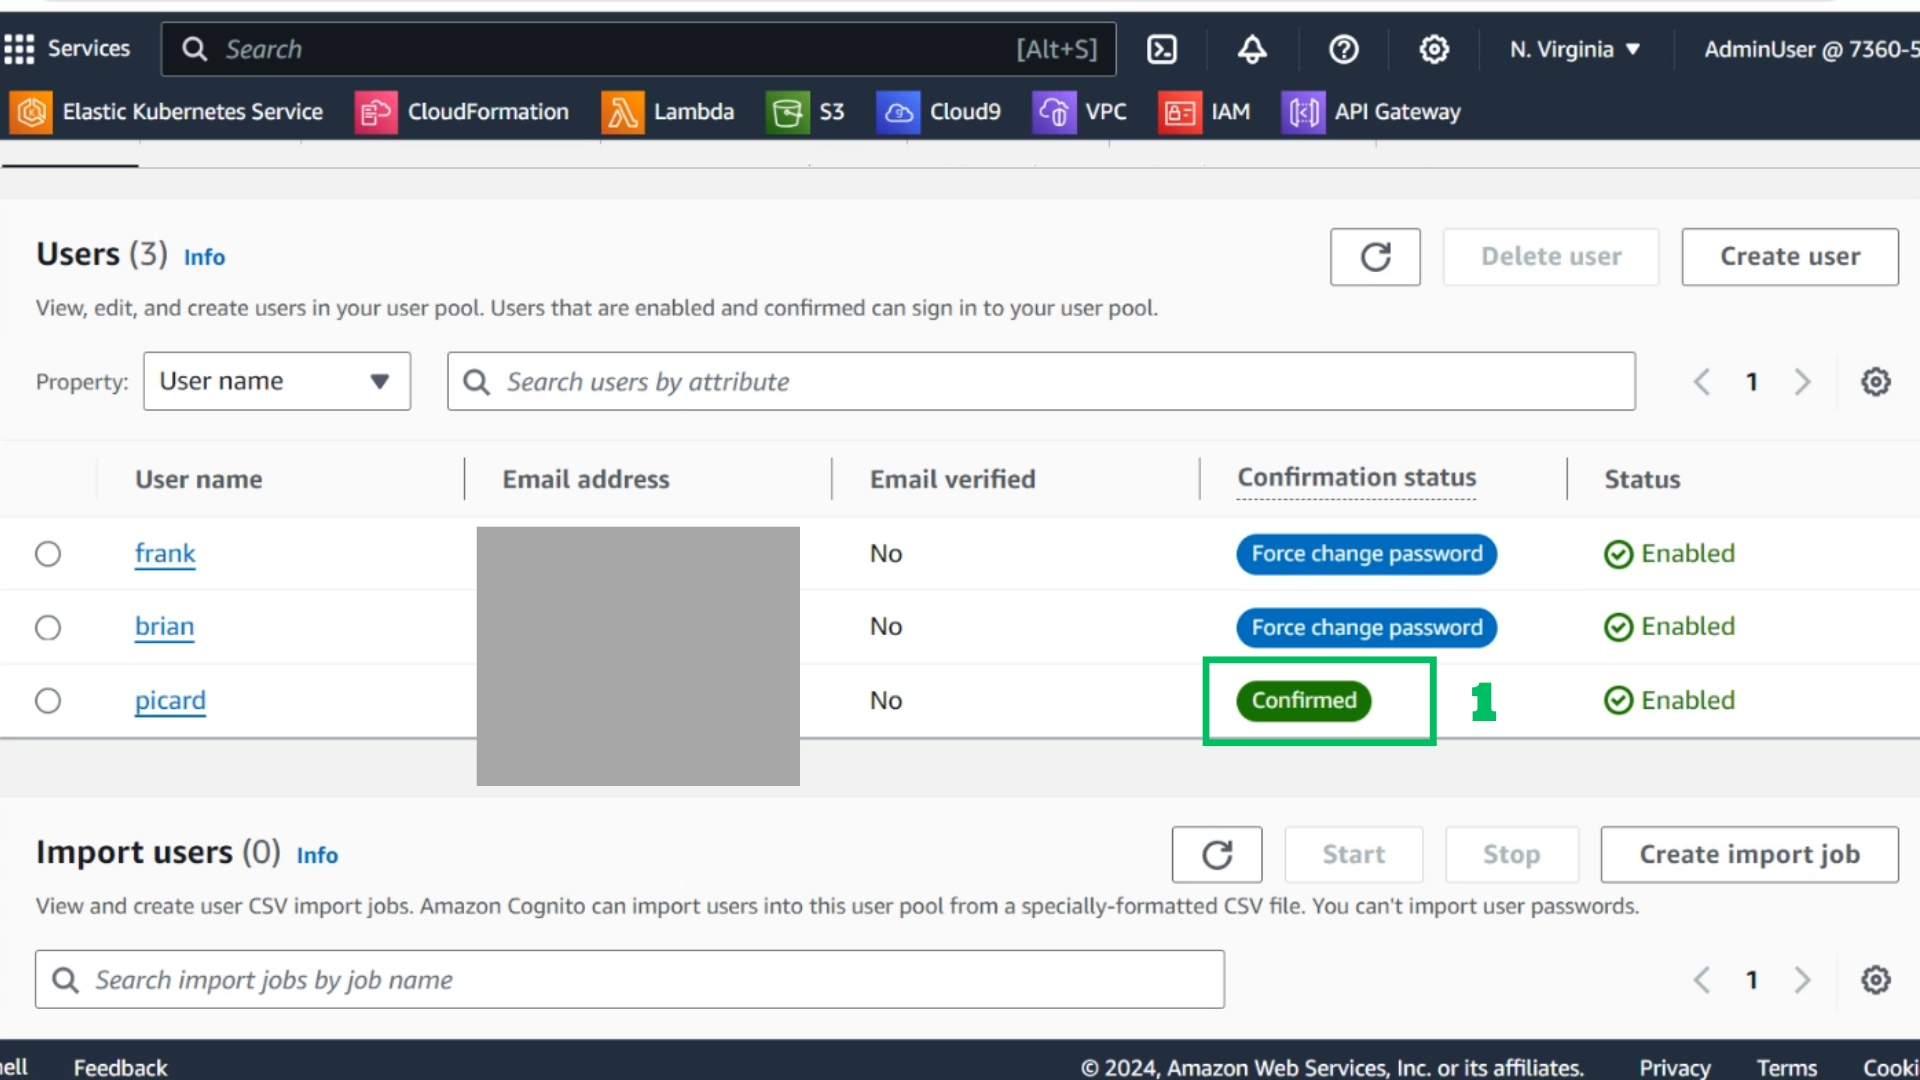 Services
Search [Alt+S]
N. Virginia
AdminUser @ 7360-5
Elastic Kubernetes Service
CloudFormation
Lambda
S3
Cloud9
VPC
IAM
API Gateway
Users (3) Info
Delete user
Create user
View, edit, and create users in your user pool. Users that are enabled and confirmed can sign in to your user pool.
Property: User name
Search users by attribute
1
User name Email address Email verified Confirmation status Status
frank No Force change password Enabled
brian No Force change password Enabled
picard No Confirmed 1 Enabled
Import users (0) Info
Start
Stop
Create import job
View and create user CSV import jobs. Amazon Cognito can import users into this user pool from a specially-formatted CSV file. You can't import user passwords.
Search import jobs by job name
1
ell Feedback © 2024, Amazon Web Services, Inc. or its affiliates. Privacy Terms Cooki